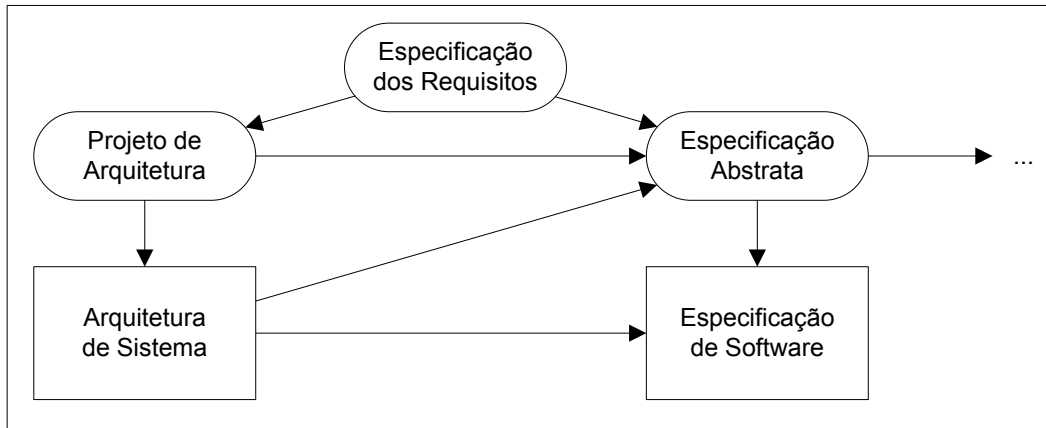 Especificação
dos Requisitos
Projeto de
Arquitetura
Especificação
Abstrata
...
Arquitetura
de Sistema
Especificação
de Software